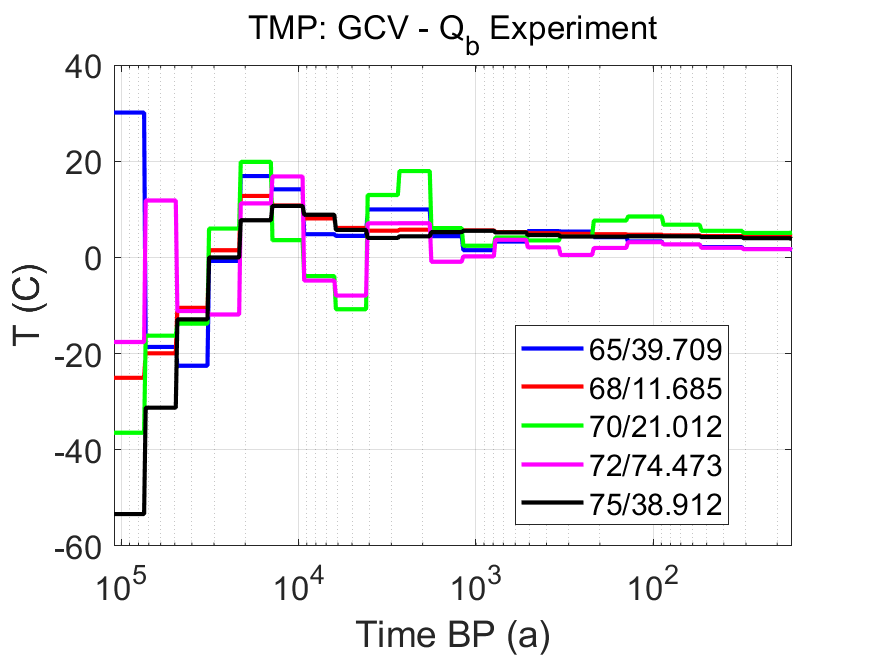 TMP: GCV - Q_b Experiment
T (C)
40
20
0
-20
-40
-60
65/39.709
68/11.685
70/21.012
72/74.473
75/38.912
10^5 10^4 10^3 10^2
Time BP (a)